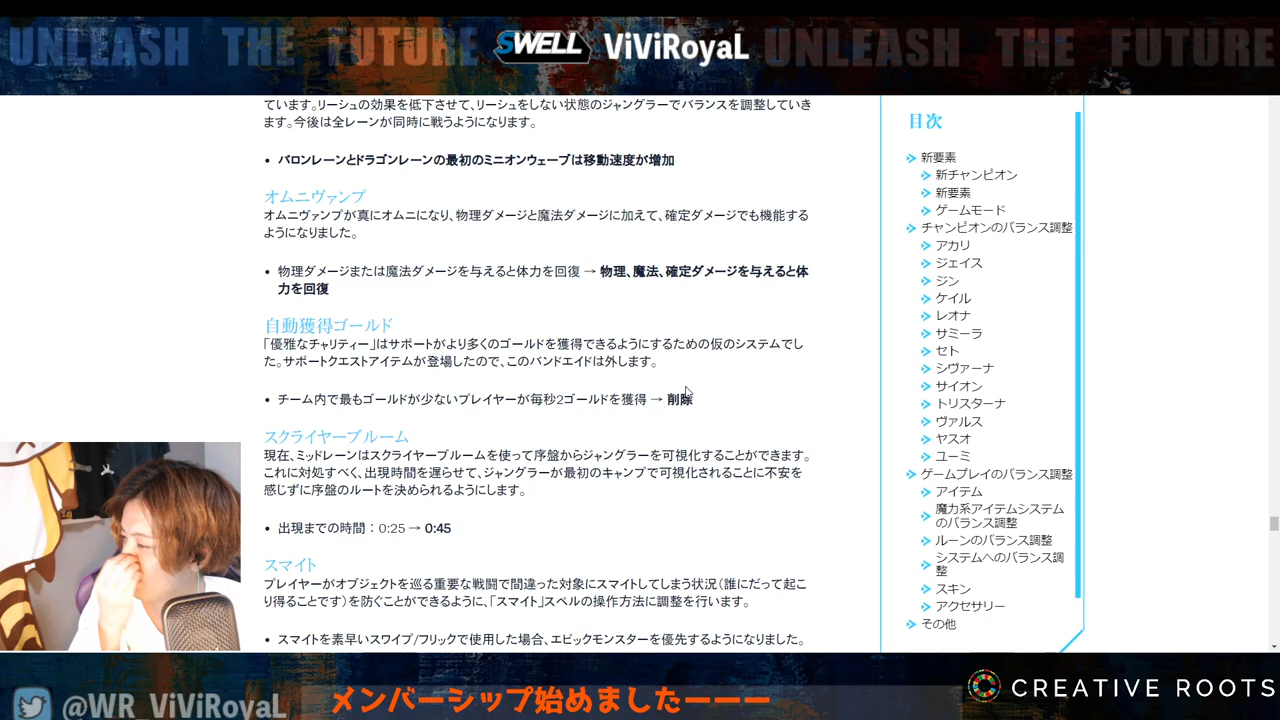 UNLEASH THE FUTURE SWELL ViViRoyaL UNLEASH THE FUTURE
ています。リーシュの効果を低下させて、リーシュをしない状態のジャングラーでバランスを調整していき
ます。今後は全レーンが同時に戦うようになります。
• バロンレーンとドラゴンレーンの最初のミニオンウェーブは移動速度が増加
オムニヴァンプ
オムニヴァンプが真にオムニになり、物理ダメージと魔法ダメージに加えて、確定ダメージでも機能する
ようになりました。
• 物理ダメージまたは魔法ダメージを与えると体力を回復 → 物理、魔法、確定ダメージを与えると体
力を回復
自動獲得ゴールド
「優雅なチャリティー」はサポートがより多くのゴールドを獲得できるようにするための仮のシステムでし
た。サポートクエストアイテムが登場したので、このバンドエイドは外します。
• チーム内で最もゴールドが少ないプレイヤーが毎秒2ゴールドを獲得 → 削除
スクライヤーブルーム
現在、ミッドレーンはスクライヤーブルームを使って序盤からジャングラーを可視化することができます。
これに対処すべく、出現時間を遅らせて、ジャングラーが最初のキャンプで可視化されることに不安を
感じずに序盤のルートを決められるようにします。
• 出現までの時間：0:25 → 0:45
スマイト
プレイヤーがオブジェクトを巡る重要な戦闘で間違った対象にスマイトしてしまう状況（誰にだって起こ
り得ることです）を防ぐことができるように、「スマイト」スペルの操作方法に調整を行います。
• スマイトを素早いスワイプ/フリックで使用した場合、エピックモンスターを優先するようになりました。
目次
新要素
新チャンピオン
新要素
ゲームモード
チャンピオンのバランス調整
アカリ
ジェイス
ジン
ケイル
レオナ
サミーラ
セト
シヴァーナ
サイオン
トリスターナ
ヴァルス
ヤスオ
ユーミ
ゲームプレイのバランス調整
アイテム
魔力系アイテムシステム
のバランス調整
ルーンのバランス調整
システムへのバランス調
整
スキン
アクセサリー
その他
@WR_ViViRoyaL
メンバーシップ始めましたーーー
CREATIVE ROOTS